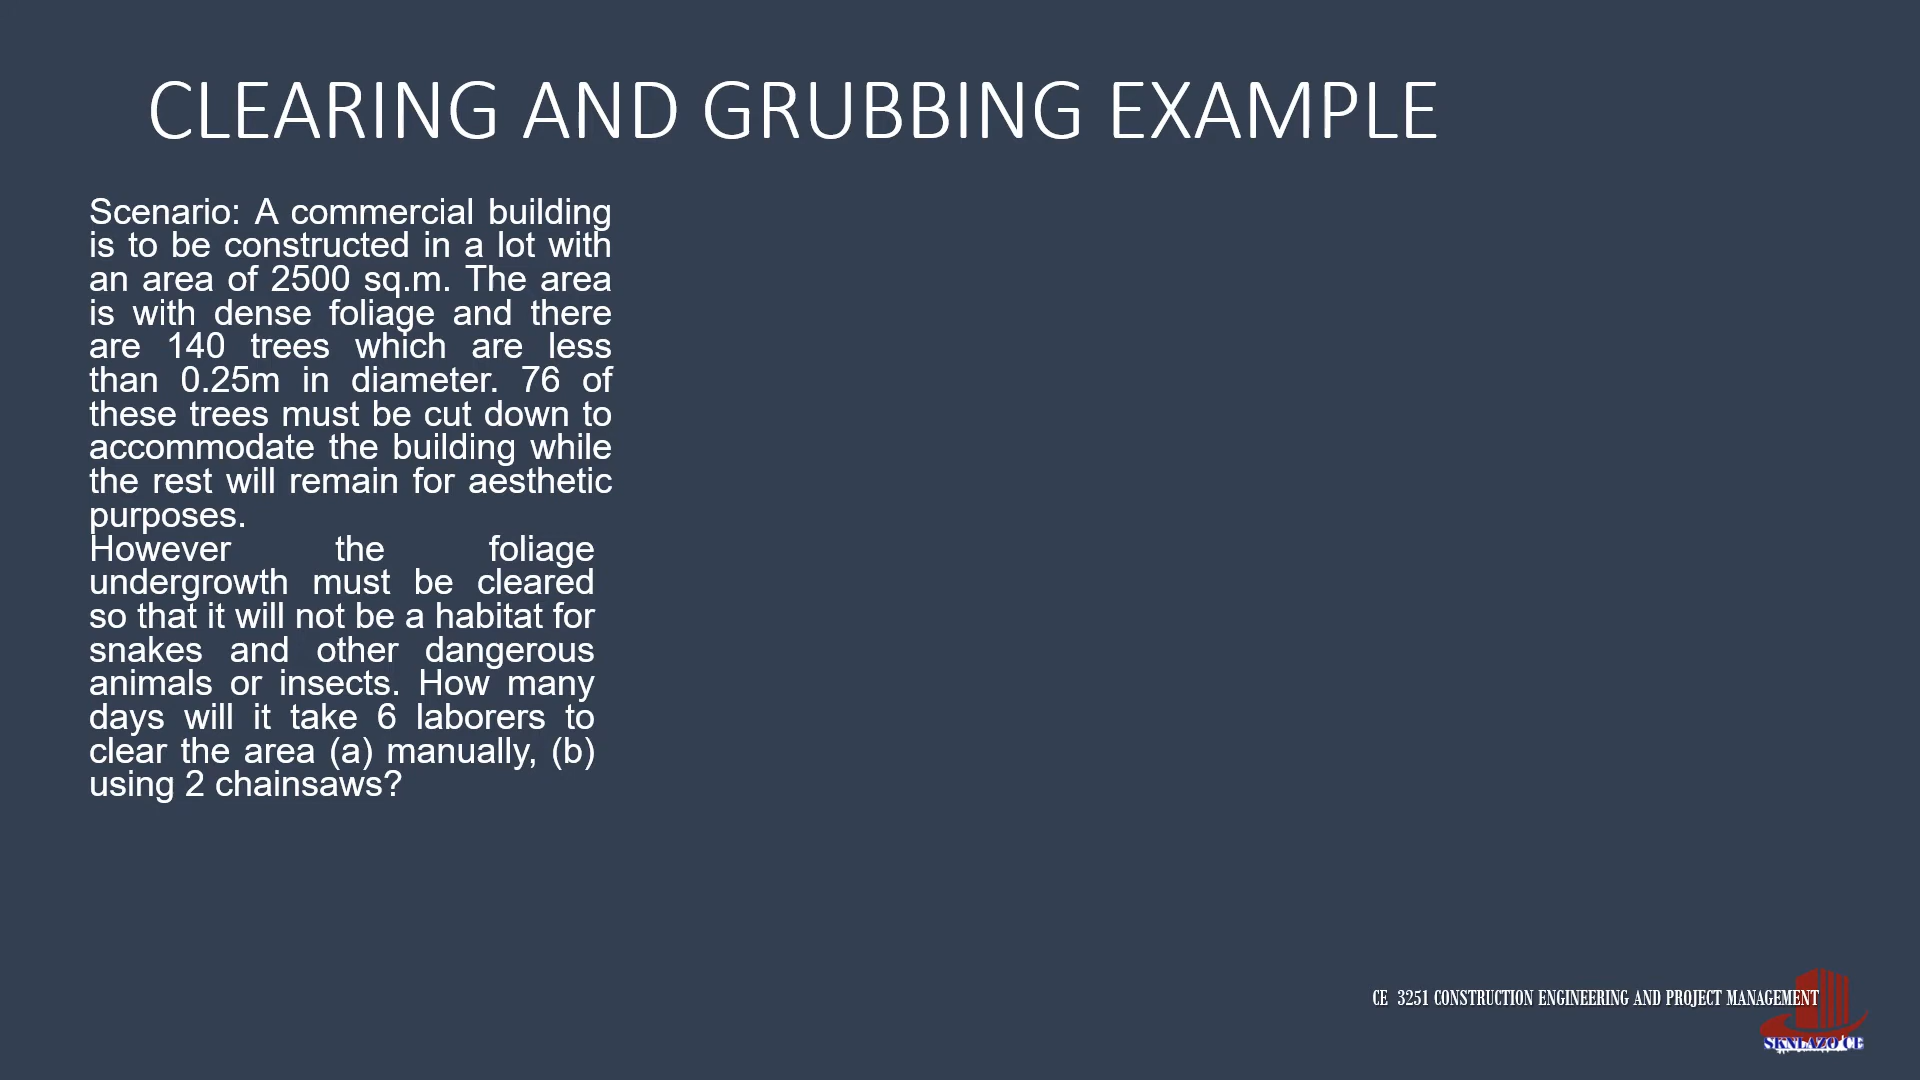 CLEARING AND GRUBBING EXAMPLE
Scenario: A commercial building
is to be constructed in a lot with
an area of 2500 sq.m. The area
is with dense foliage and there
are 140 trees which are less
than 0.25m in diameter. 76 of
these trees must be cut down to
accommodate the building while
the rest will remain for aesthetic
purposes.
However the foliage
undergrowth must be cleared
so that it will not be a habitat for
snakes and other dangerous
animals or insects. How many
days will it take 6 laborers to
clear the area (a) manually, (b)
using 2 chainsaws?
CE 3251 CONSTRUCTION ENGINEERING AND PROJECT MANAGEMENT
SKNLAZO CE